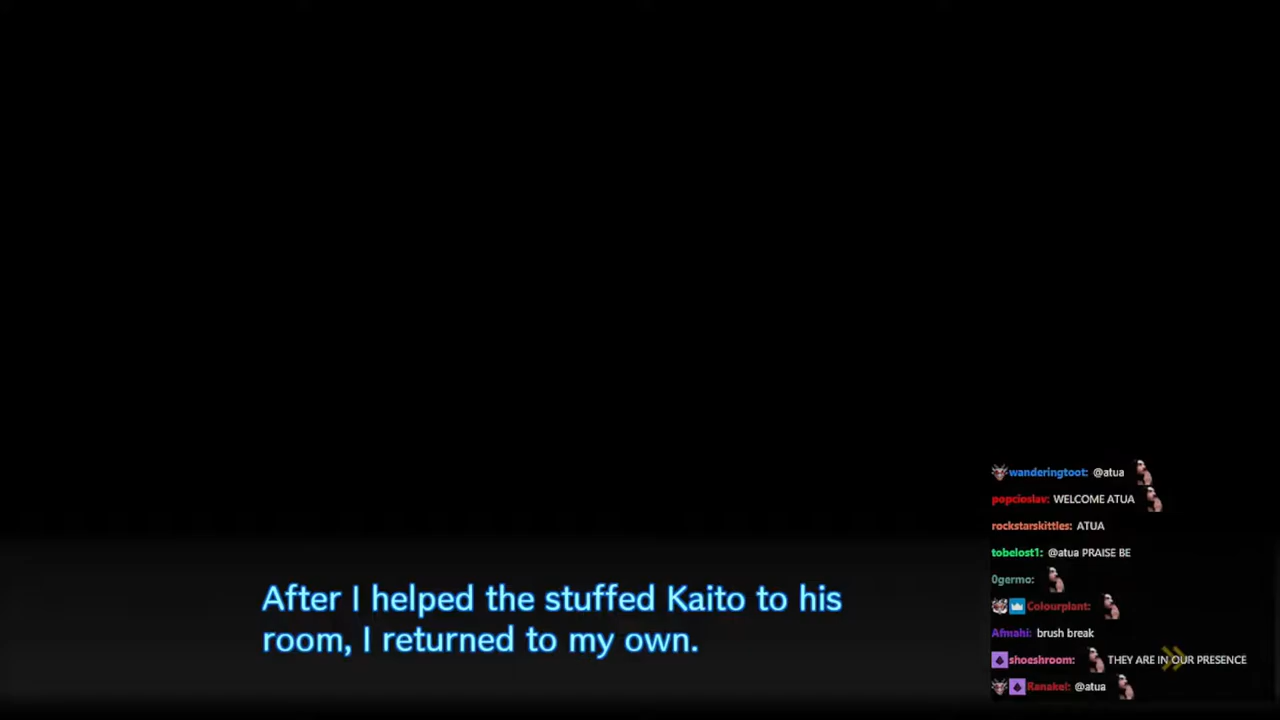 wanderingtoot: @atua
popcioslav: WELCOME ATUA
rockstarskittles: ATUA
tobelost1: @atua PRAISE BE
0germo:
Colourplant:
Afmahi: brush break
shoeshroom: THEY ARE IN OUR PRESENCE
Ranakel: @atua
After I helped the stuffed Kaito to his
room, I returned to my own.